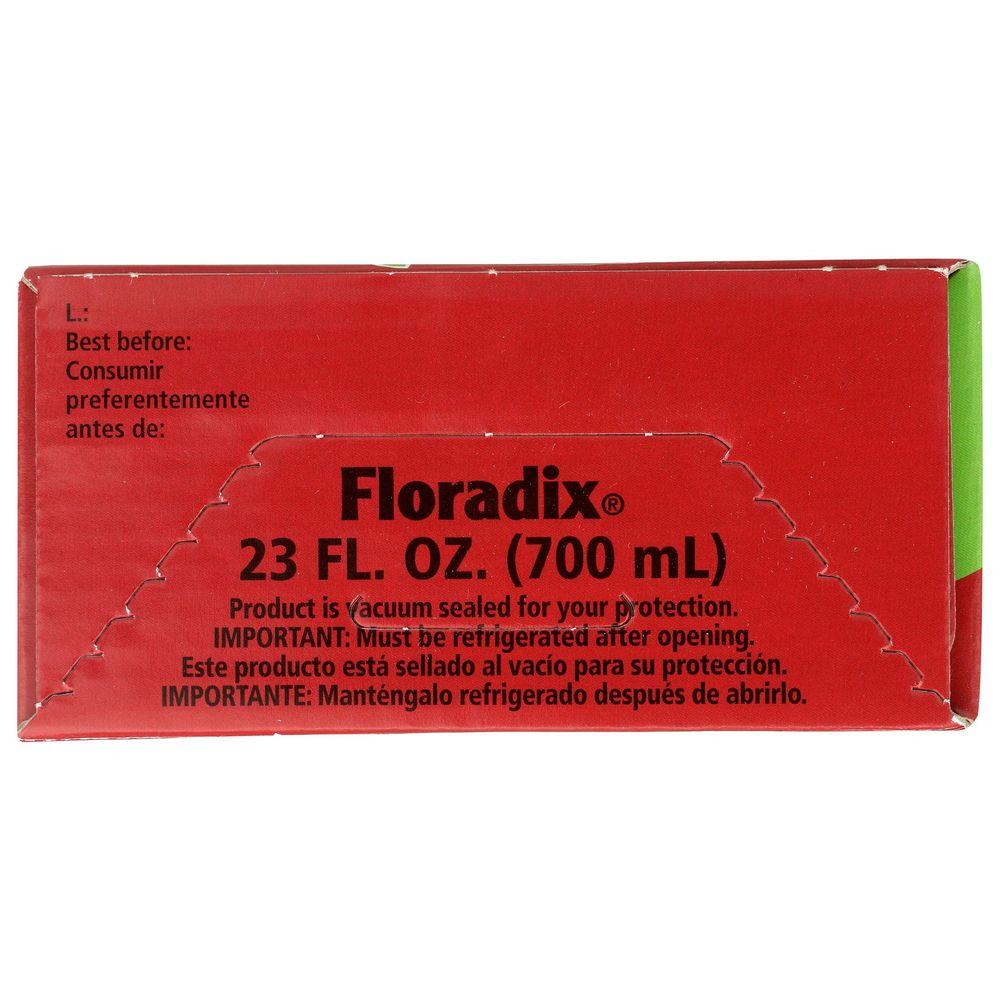 L.:
Best before:
Consumir
preferentemente
antes de:
Floradix®
23 FL. OZ. (700 mL)
Product is vacuum sealed for your protection.
IMPORTANT: Must be refrigerated after opening.
Este producto está sellado al vacío para su protección.
IMPORTANTE: Manténgalo refrigerado después de abrirlo.